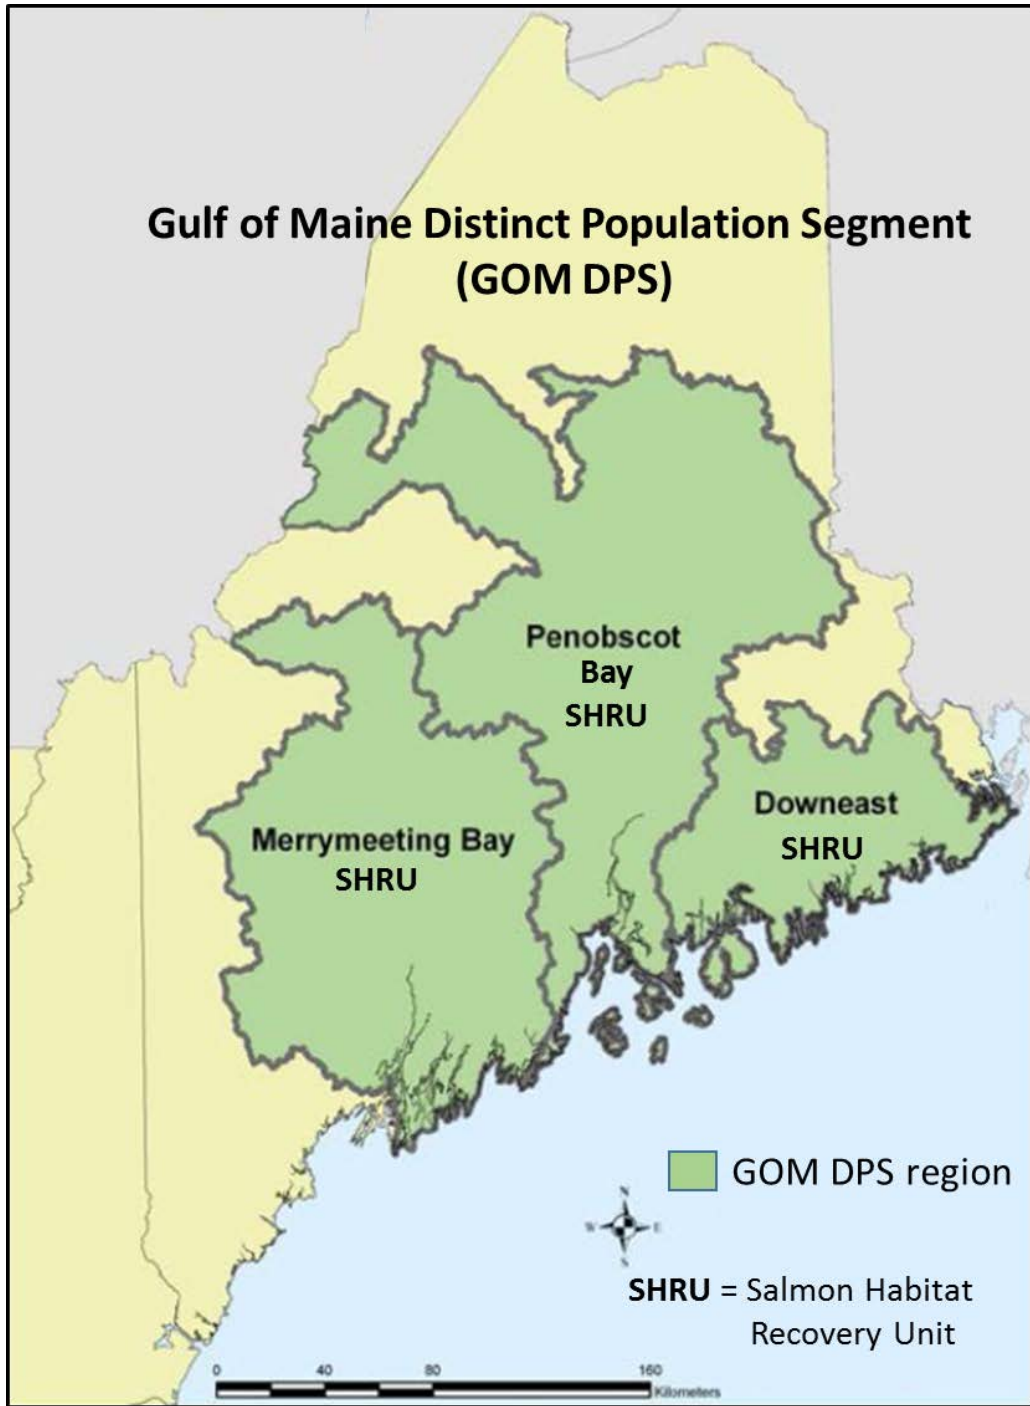 Gulf of Maine Distinct Population Segment
(GOM DPS)
Penobscot
Bay
SHRU
Downeast
SHRU
Merrymeeting Bay
SHRU
GOM DPS region
N
W E
S
SHRU = Salmon Habitat
Recovery Unit
0 40 80 160
Kilometers